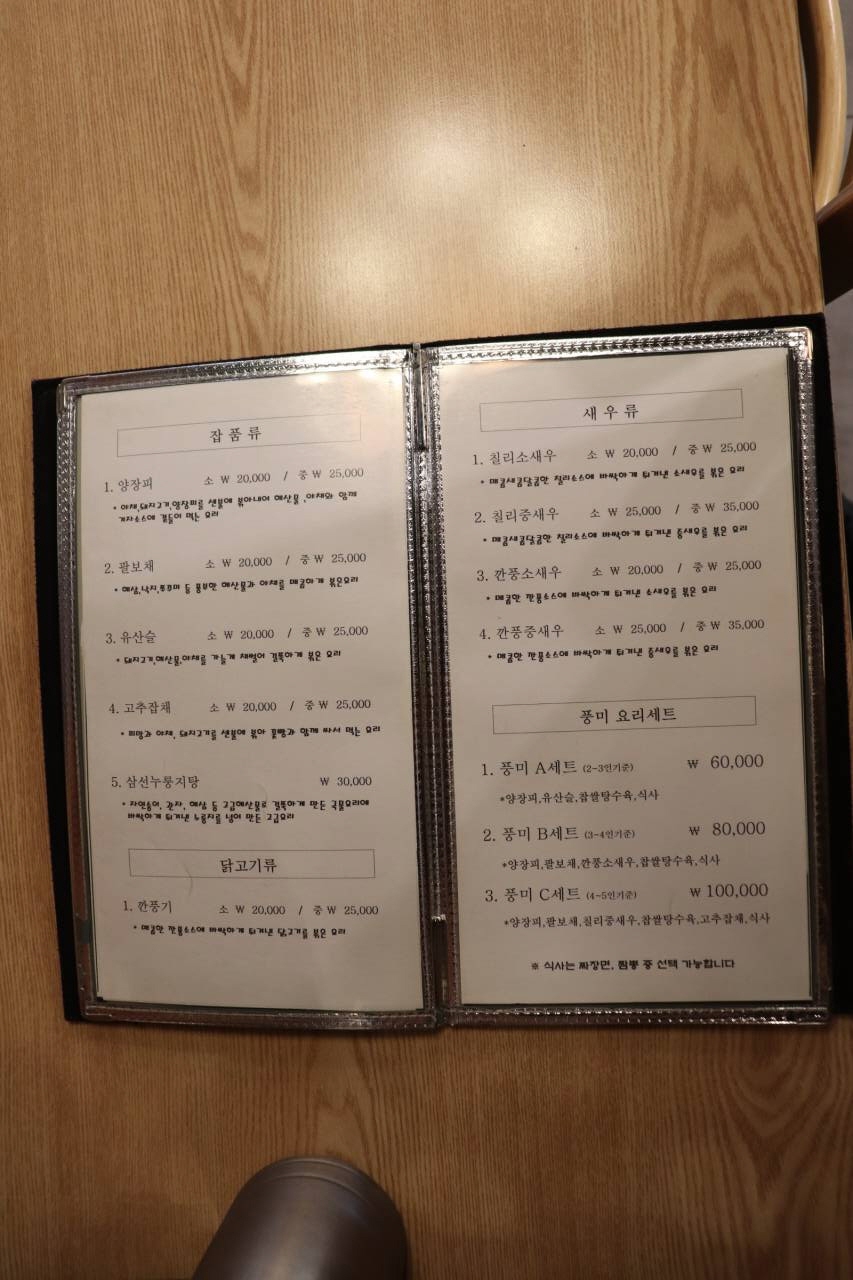 잡 품 류
1. 양장피 소 ₩ 20,000 / 중 ₩ 25,000
* 야채,돼지고기,양장피를 센불에 볶아내어 해산물 ,야채와 함께
겨자소스에 곁들여 먹는 요리
2. 팔보채 소 ₩ 20,000 / 중 ₩ 25,000
* 해삼,낙지,쭈꾸미 등 풍부한 해산물과 야채를 매콤하게 볶은요리
3. 유산슬 소 ₩ 20,000 / 중 ₩ 25,000
* 돼지고기,해산물,야채를 가늘게 채썰어 걸쭉하게 볶은 요리
4. 고추잡채 소 ₩ 20,000 / 중 ₩ 25,000
* 피망과 야채, 돼지고기를 센불에 볶아 꽃빵과 함께 싸서 먹는 요리
5. 삼선누룽지탕 ₩ 30,000
* 자연송이, 관자, 해삼 등 고급해산물로 걸쭉하게 만든 국물요리에
바싹하게 튀겨낸 누룽지를 넣어 만든 고급요리
닭고기류
1. 깐풍기 소 ₩ 20,000 / 중 ₩ 25,000
* 매콤한 깐풍소스에 바싹하게 튀겨낸 닭고기를 볶은 요리
새 우 류
1. 칠리소새우 소 ₩ 20,000 / 중 ₩ 25,000
* 매콤새콤달콤한 칠리소스에 바싹하게 튀겨낸 소새우를 볶은 요리
2. 칠리중새우 소 ₩ 25,000 / 중 ₩ 35,000
* 매콤새콤달콤한 칠리소스에 바싹하게 튀겨낸 중새우를 볶은 요리
3. 깐풍소새우 소 ₩ 20,000 / 중 ₩ 25,000
* 매콤한 깐풍소스에 바싹하게 튀겨낸 소새우를 볶은 요리
4. 깐풍중새우 소 ₩ 25,000 / 중 ₩ 35,000
* 매콤한 깐풍소스에 바싹하게 튀겨낸 중새우를 볶은 요리
풍미 요리세트
1. 풍미 A세트 (2~3인기준) ₩ 60,000
*양장피,유산슬,찹쌀탕수육,식사
2. 풍미 B세트 (3~4인기준) ₩ 80,000
*양장피,팔보채,깐풍소새우,찹쌀탕수육,식사
3. 풍미 C세트 (4~5인기준) ₩ 100,000
*양장피,팔보채,칠리중새우,찹쌀탕수육,고추잡채,식사
※ 식사는 짜장면, 짬뽕 중 선택 가능합니다